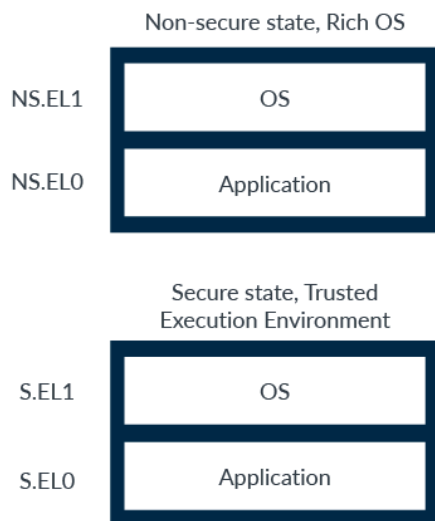 Non-secure state, Rich OS
NS.EL1
OS
NS.EL0
Application
Secure state, Trusted
Execution Environment
S.EL1
OS
S.EL0
Application